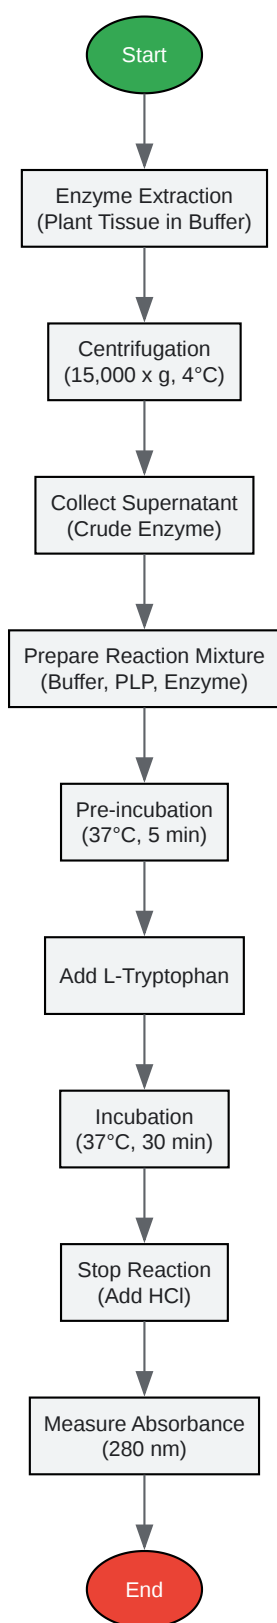 Start
Enzyme Extraction
(Plant Tissue in Buffer)
Centrifugation
(15,000 x g, 4°C)
Collect Supernatant
(Crude Enzyme)
Prepare Reaction Mixture
(Buffer, PLP, Enzyme)
Pre-incubation
(37°C, 5 min)
Add L-Tryptophan
Incubation
(37°C, 30 min)
Stop Reaction
(Add HCl)
Measure Absorbance
(280 nm)
End